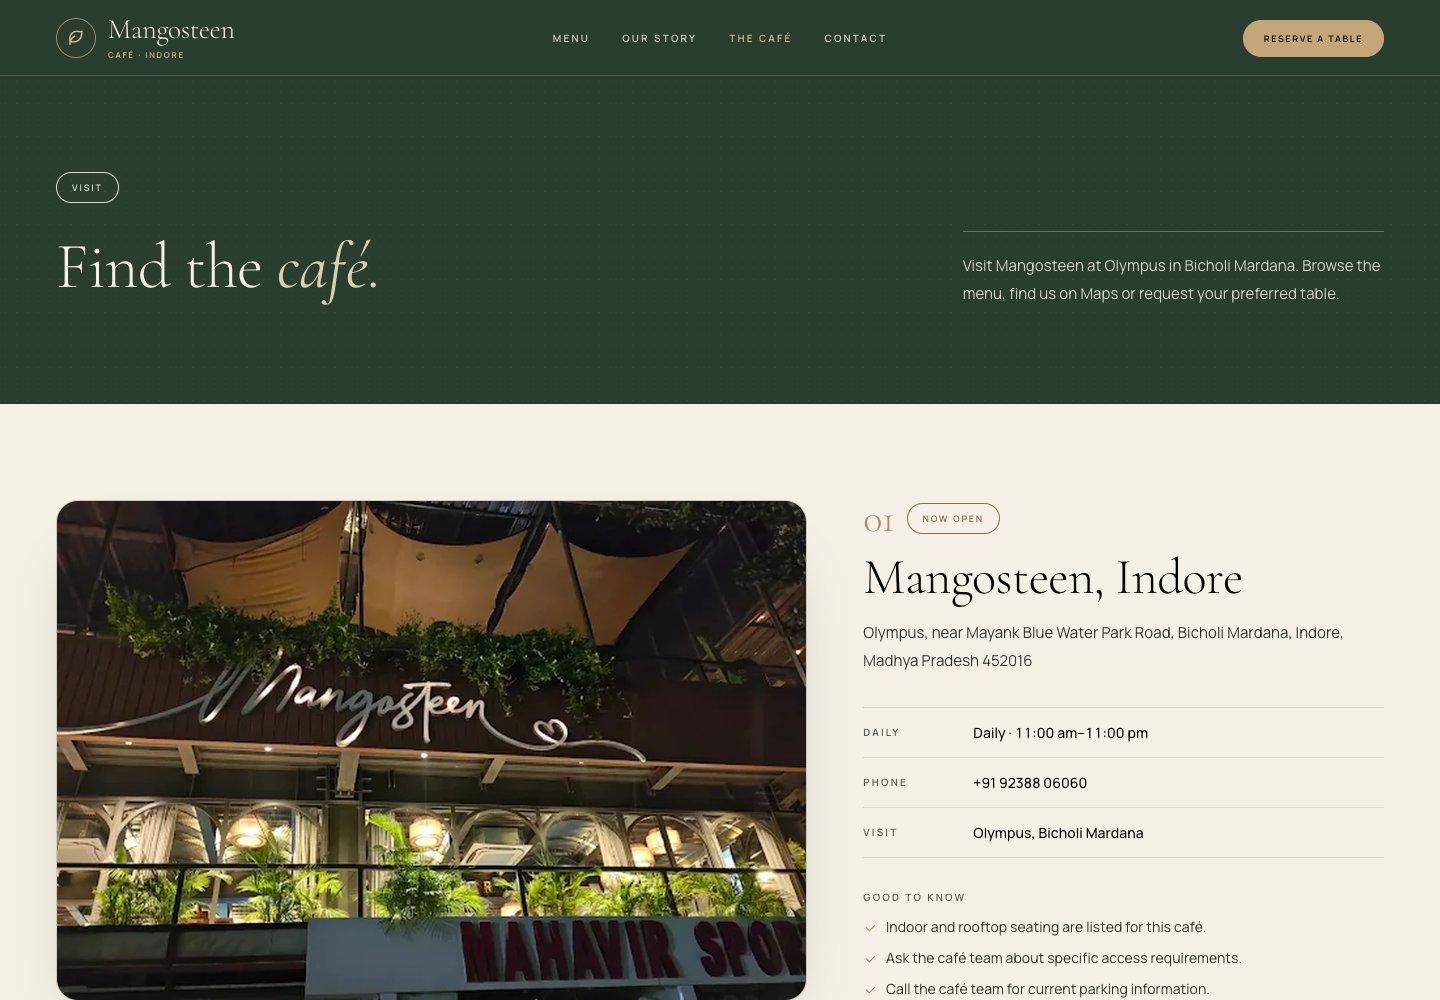 Mangosteen
CAFÉ · INDORE
MENU
OUR STORY
THE CAFÉ
CONTACT
RESERVE A TABLE
VISIT
Find the café.
Visit Mangosteen at Olympus in Bicholi Mardana. Browse the
menu, find us on Maps or request your preferred table.
Mangosteen
MAHAVIR SPO
01
NOW OPEN
Mangosteen, Indore
Olympus, near Mayank Blue Water Park Road, Bicholi Mardana, Indore,
Madhya Pradesh 452016
DAILY
Daily · 11:00 am–11:00 pm
PHONE
+91 92388 06060
VISIT
Olympus, Bicholi Mardana
GOOD TO KNOW
Indoor and rooftop seating are listed for this café.
Ask the café team about specific access requirements.
Call the café team for current parking information.